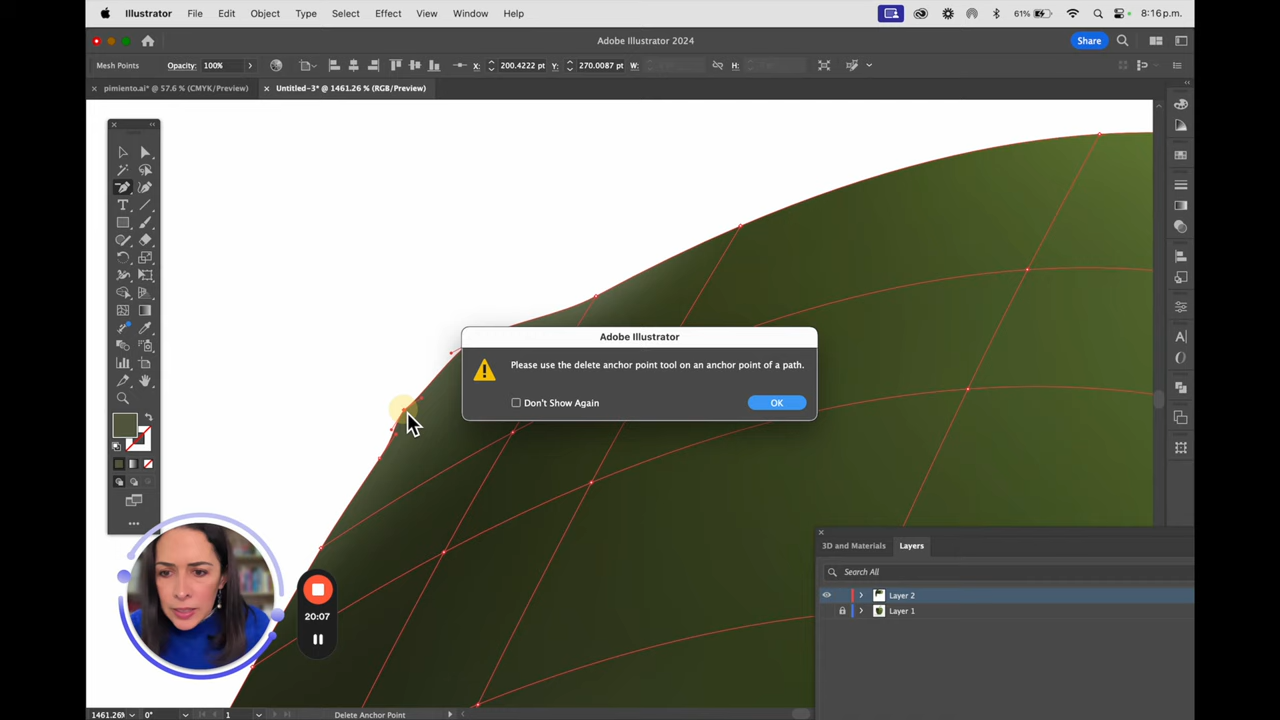 Illustrator File Edit Object Type Select Effect View Window Help 61% 8:16 p.m.
Adobe Illustrator 2024 Share
Mesh Points Opacity: 100% X: 200.4222 pt Y: 270.0087 pt W: H:
pimiento.ai* @ 57.6 % (CMYK/Preview) Untitled-3* @ 1461.26 % (RGB/Preview)
Adobe Illustrator
Please use the delete anchor point tool on an anchor point of a path.
Don't Show Again OK
3D and Materials Layers
Search All
Layer 2
Layer 1
20:07
1461.26% 0° 1 Delete Anchor Point